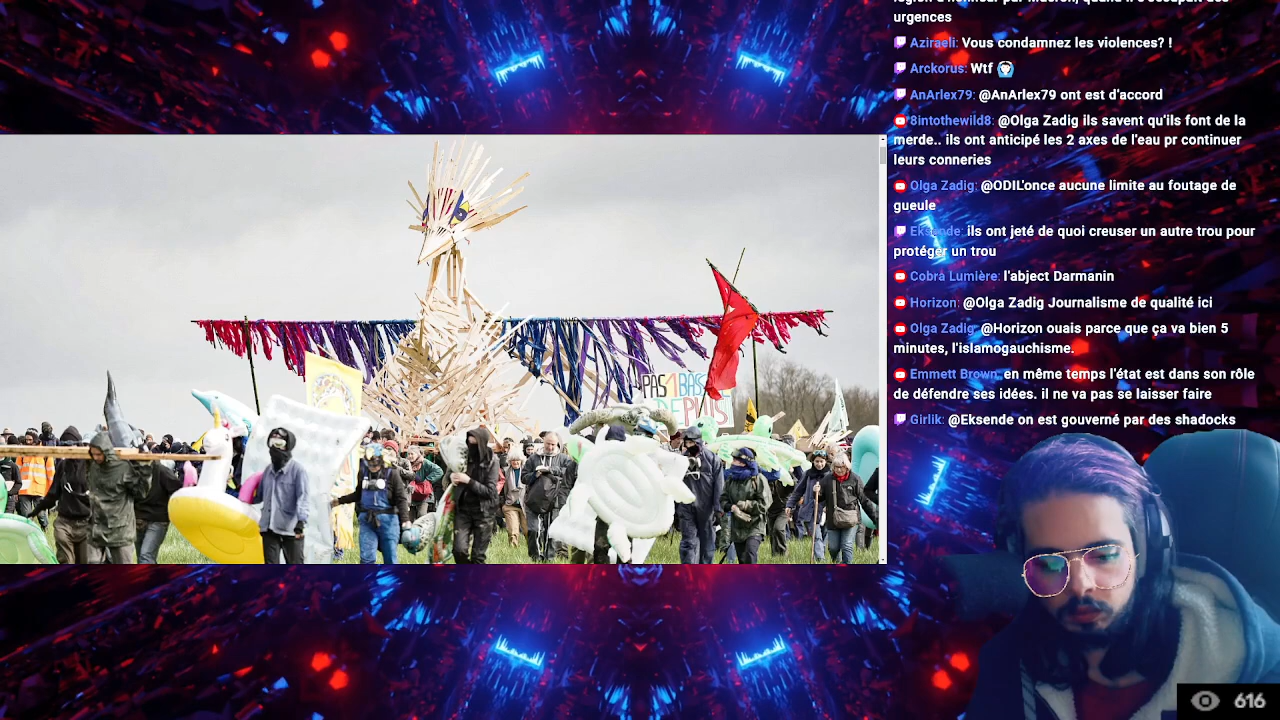 urgences
Aziraeli: Vous condamnez les violences? !
Arckorus: Wtf
AnArlex79: @AnArlex79 ont est d'accord
8intothewild8: @Olga Zadig ils savent qu'ils font de la
merde.. ils ont anticipé les 2 axes de l'eau pr continuer
leurs conneries
Olga Zadig: @ODIL'once aucune limite au foutage de
gueule
Eksende: ils ont jeté de quoi creuser un autre trou pour
protéger un trou
Cobra Lumière: l'abject Darmanin
Horizon: @Olga Zadig Journalisme de qualité ici
Olga Zadig: @Horizon ouais parce que ça va bien 5
minutes, l'islamogauchisme.
Emmett Brown: en même temps l'état est dans son rôle
de défendre ses idées. il ne va pas se laisser faire
Girlik: @Eksende on est gouverné par des shadocks
PAS 1 BASS
DE PLUS
616